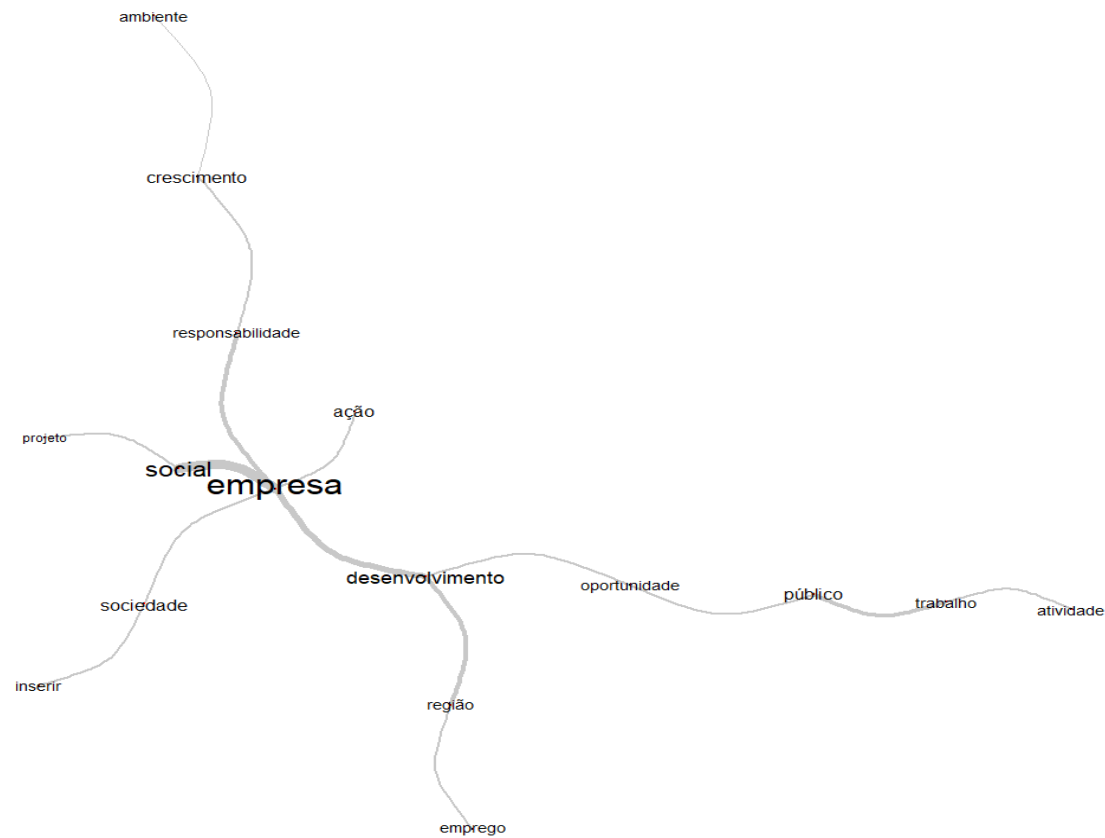 ambiente
crescimento
responsabilidade
ação
projeto
social
empresa
desenvolvimento
oportunidade
público
trabalho
atividade
sociedade
inserir
região
emprego